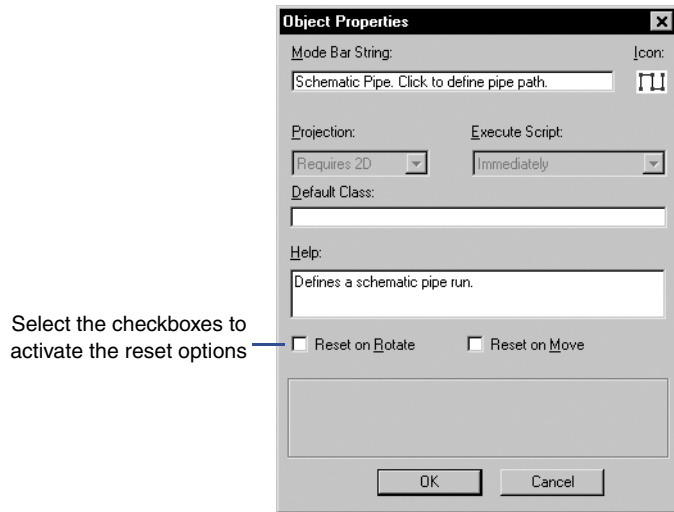 Object Properties
Mode Bar String:
Icon:
Schematic Pipe. Click to define pipe path.
Projection:
Execute Script:
Requires 2D
Immediately
Default Class:
Help:
Defines a schematic pipe run.
Select the checkboxes to
activate the reset options
Reset on Rotate
Reset on Move
OK
Cancel